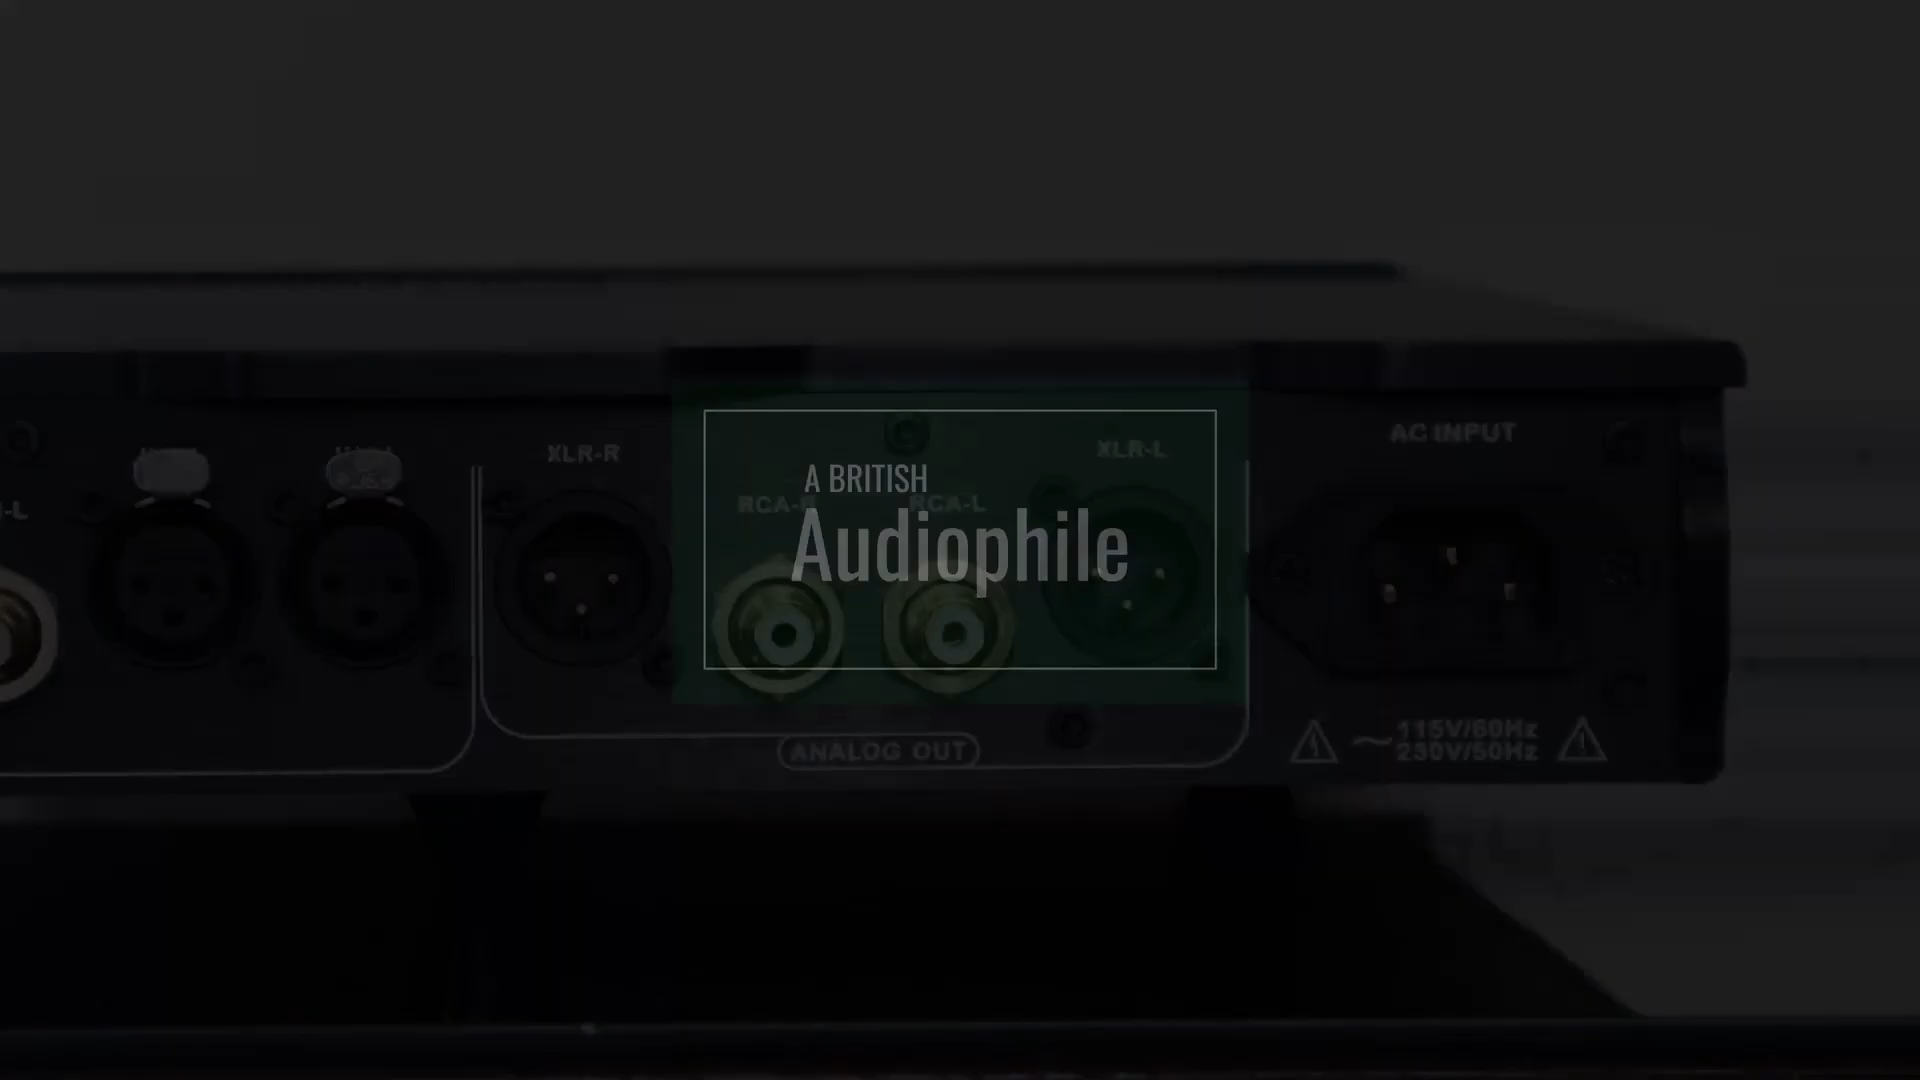 AC INPUT
XLR-L
XLR-R
A BRITISH
RCA-L
-L
Audiophile
115V/60Hz
230V/50Hz
ANALOG OUT